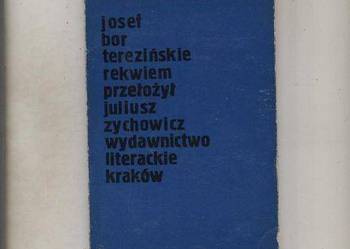 josef
bor
terezińskie
rekwiem
przełożył
juliusz
zychowicz
wydawnictwo
literackie
kraków